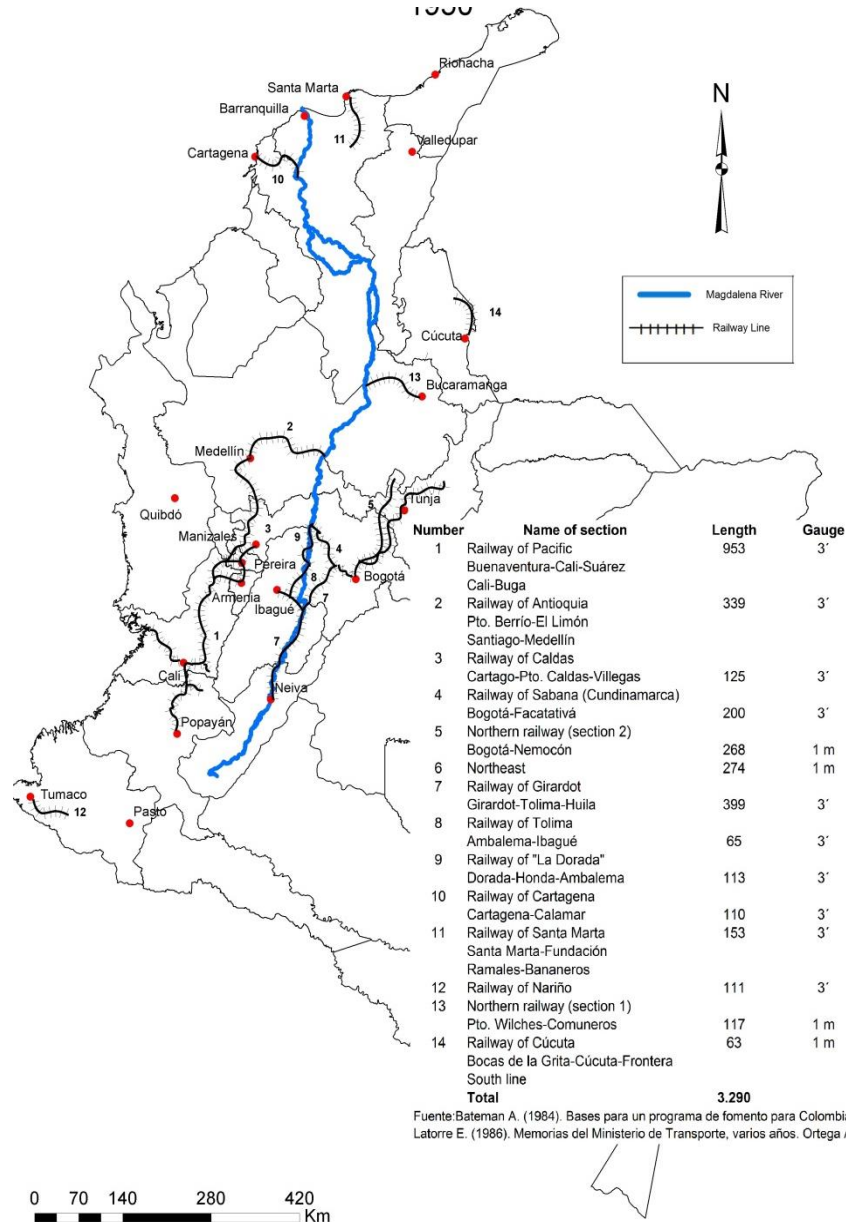 1950
Riohacha
Santa Marta
N
Barranquilla
11
Valledupar
Cartagena
10
Magdalena River
14
Railway Line
Cúcuta
13
Bucaramanga
2
Medellín
5
Tunja
Quibdó
3
9
Manizales
4
Pereira
8
Bogotá
Armenia
7
Ibagué
1
7
Cali
Neiva
Popayán
Tumaco
12
Pasto
Number Name of section Length Gauge
1 Railway of Pacific 953 3´
Buenaventura-Cali-Suárez
Cali-Buga
2 Railway of Antioquia 339 3´
Pto. Berrío-El Limón
Santiago-Medellín
3 Railway of Caldas
Cartago-Pto. Caldas-Villegas 125 3´
4 Railway of Sabana (Cundinamarca)
Bogotá-Facatativá 200 3´
5 Northern railway (section 2)
Bogotá-Nemocón 268 1 m
6 Northeast 274 1 m
7 Railway of Girardot
Girardot-Tolima-Huila 399 3´
8 Railway of Tolima
Ambalema-Ibagué 65 3´
9 Railway of "La Dorada"
Dorada-Honda-Ambalema 113 3´
10 Railway of Cartagena
Cartagena-Calamar 110 3´
11 Railway of Santa Marta 153 3´
Santa Marta-Fundación
Ramales-Bananeros
12 Railway of Nariño 111 3´
13 Northern railway (section 1)
Pto. Wilches-Comuneros 117 1 m
14 Railway of Cúcuta 63 1 m
Bocas de la Grita-Cúcuta-Frontera
South line
Total 3.290
Fuente:Bateman A. (1984). Bases para un programa de fomento para Colombia
Latorre E. (1986). Memorias del Ministerio de Transporte, varios años. Ortega
0 70 140 280 420
Km